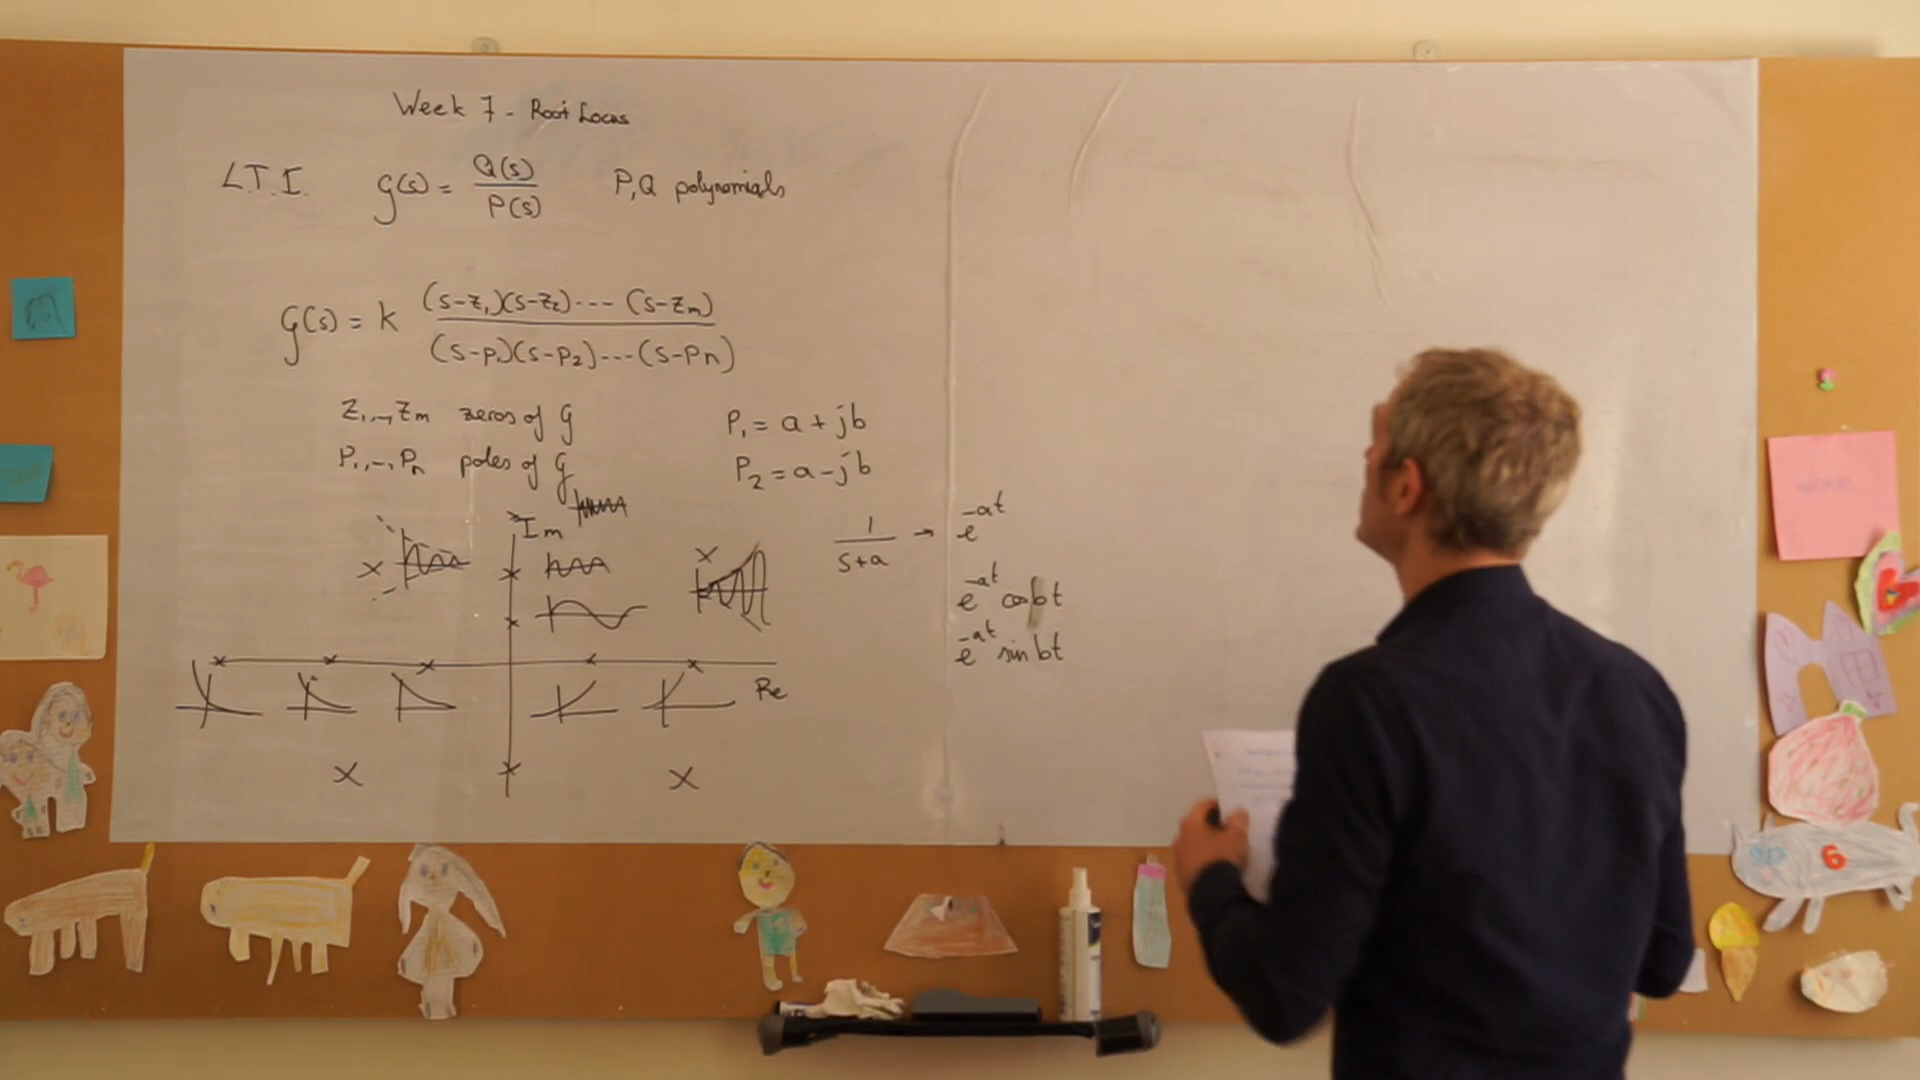 Week 7 - Root Locus
L.T.I. G(s) = Q(s) / P(s) P,Q polynomials
G(s) = k (s-z₁)(s-z₂)---(s-zₘ) / (s-p₁)(s-p₂)---(s-pₙ)
z₁,..,zₘ zeros of G
P₁,..,Pₙ poles of G
P₁ = a + jb
P₂ = a - jb
Im
Re
1 / s+a → e^-at
e^-at cos bt
e^-at sin bt
6